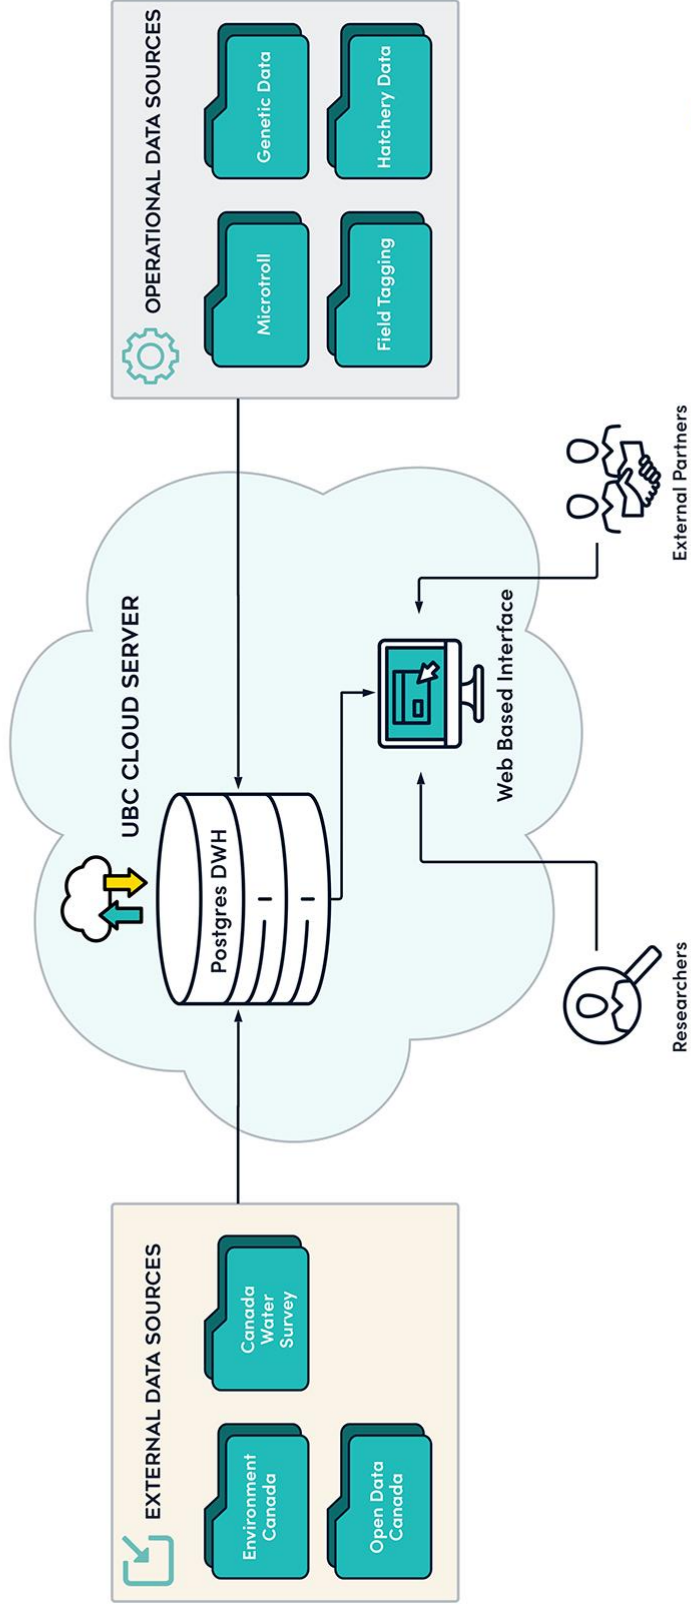 EXTERNAL DATA SOURCES
Environment
Canada
Canada
Water
Survey
Open Data
Canada
UBC CLOUD SERVER
Postgres DWH
Web Based Interface
OPERATIONAL DATA SOURCES
Microtroll
Genetic Data
Field Tagging
Hatchery Data
Researchers
External Partners